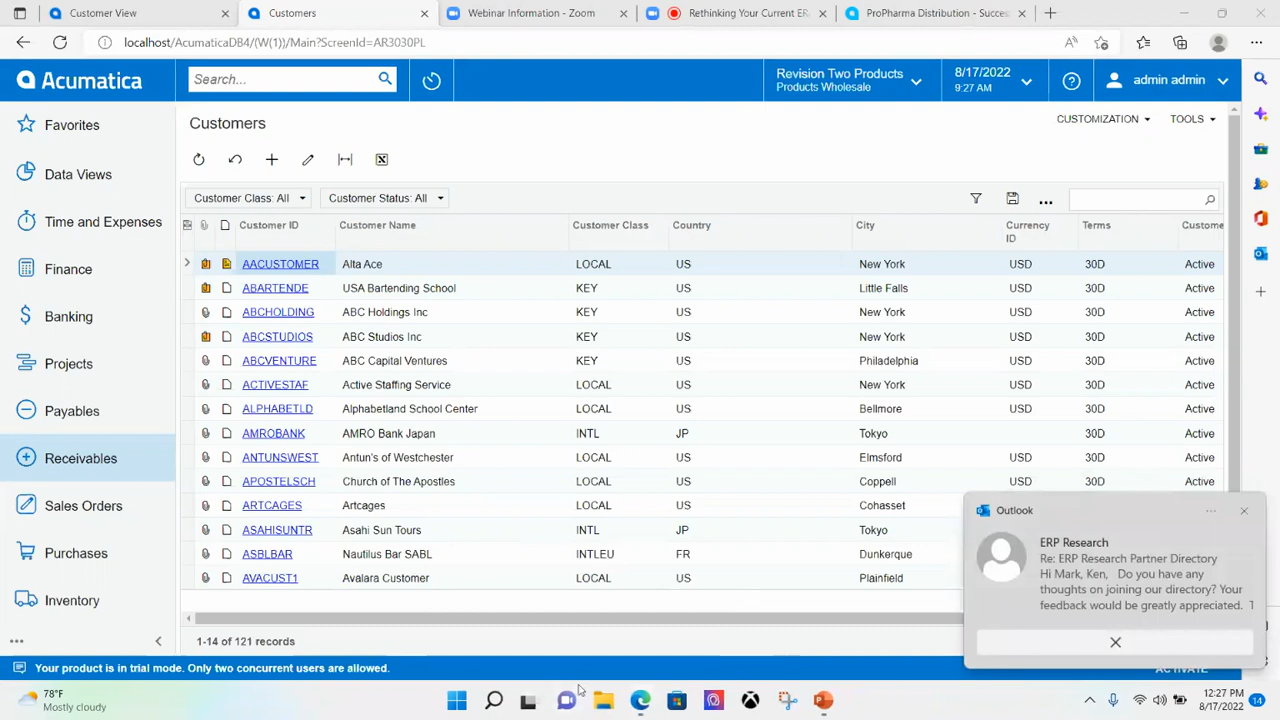 Customer View
Customers
Webinar Information - Zoom
Rethinking Your Current ER
ProPharma Distribution - Succes
localhost/AcumaticaDB4/(W(1))/Main?ScreenId=AR3030PL
Acumatica
Search...
Revision Two Products
Products Wholesale
8/17/2022
9:27 AM
admin admin
Favorites
Data Views
Time and Expenses
Finance
Banking
Projects
Payables
Receivables
Sales Orders
Purchases
Inventory
Customers
CUSTOMIZATION
TOOLS
Customer Class: All
Customer Status: All
Customer ID Customer Name Customer Class Country City Currency ID Terms Custome
AACUSTOMER Alta Ace LOCAL US New York USD 30D Active
ABARTENDE USA Bartending School KEY US Little Falls USD 30D Active
ABCHOLDING ABC Holdings Inc KEY US New York USD 30D Active
ABCSTUDIOS ABC Studios Inc KEY US New York USD 30D Active
ABCVENTURE ABC Capital Ventures KEY US Philadelphia USD 30D Active
ACTIVESTAF Active Staffing Service LOCAL US New York USD 30D Active
ALPHABETLD Alphabetland School Center LOCAL US Bellmore USD 30D Active
AMROBANK AMRO Bank Japan INTL JP Tokyo 30D Active
ANTUNSWEST Antun's of Westchester LOCAL US Elmsford USD 30D Active
APOSTELSCH Church of The Apostles LOCAL US Coppell USD 30D Active
ARTCAGES Artcages LOCAL US Cohasset
ASAHISUNTR Asahi Sun Tours INTL JP Tokyo
ASBLBAR Nautilus Bar SABL INTLEU FR Dunkerque
AVACUST1 Avalara Customer LOCAL US Plainfield
1-14 of 121 records
Outlook
ERP Research
Re: ERP Research Partner Directory
Hi Mark, Ken, Do you have any
thoughts on joining our directory? Your
feedback would be greatly appreciated. T
Your product is in trial mode. Only two concurrent users are allowed.
78°F
Mostly cloudy
12:27 PM
8/17/2022
14